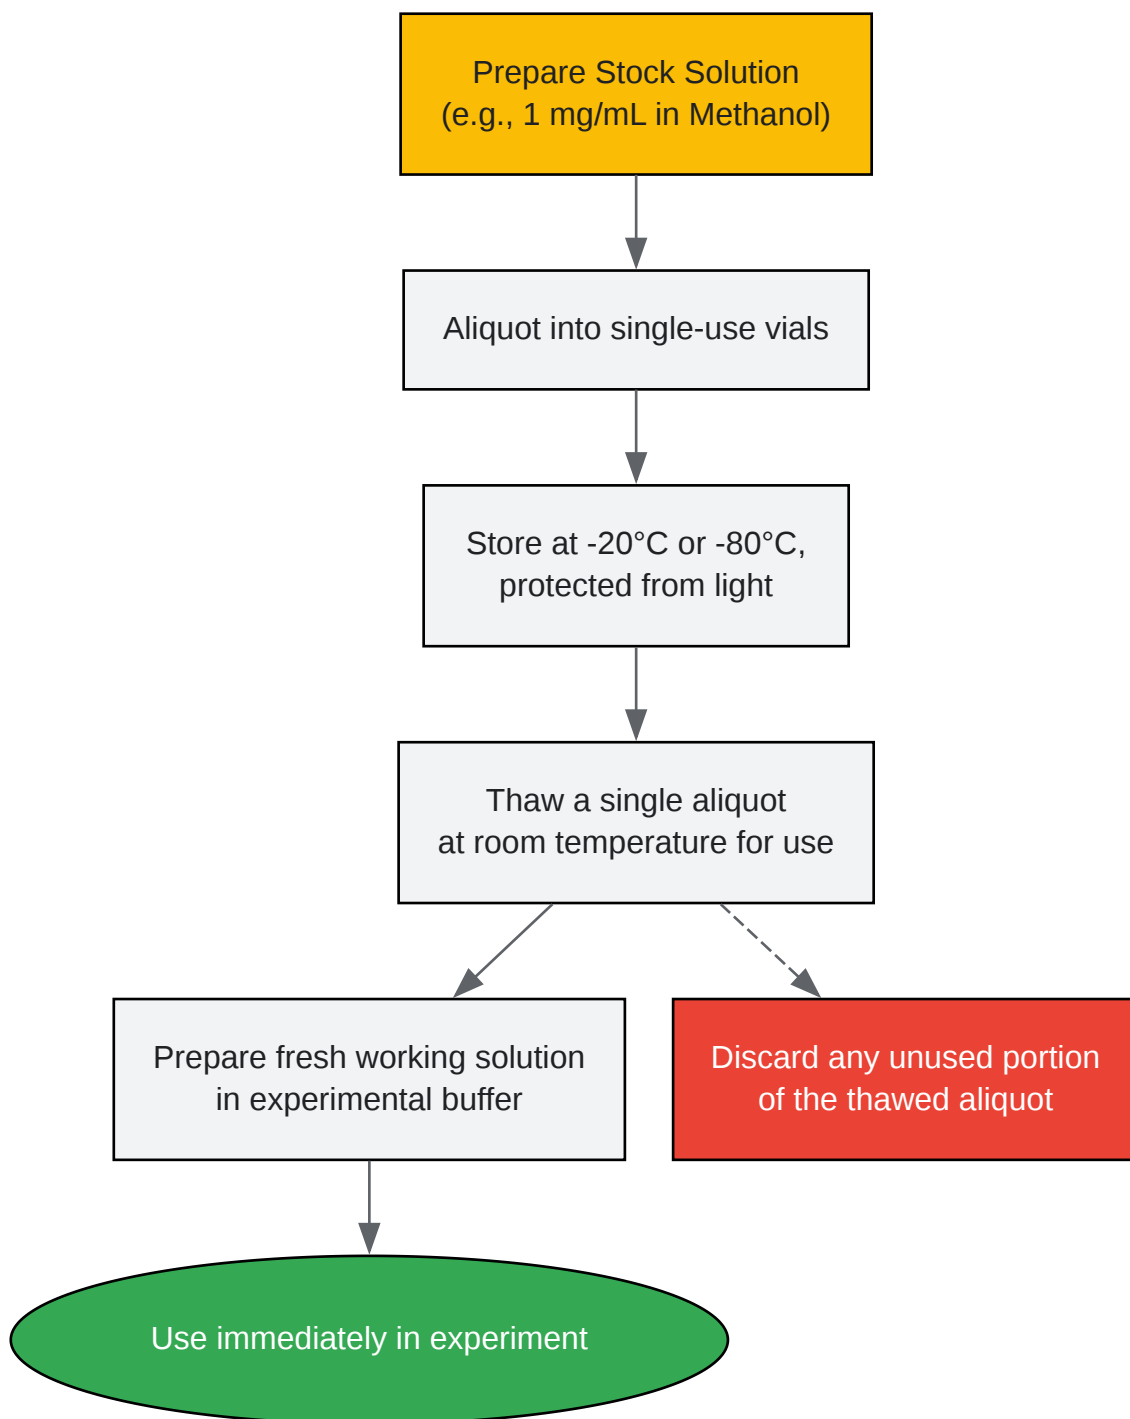 Prepare Stock Solution
(e.g., 1 mg/mL in Methanol)
Aliquot into single-use vials
Store at -20°C or -80°C,
protected from light
Thaw a single aliquot
at room temperature for use
Prepare fresh working solution
in experimental buffer
Discard any unused portion
of the thawed aliquot
Use immediately in experiment